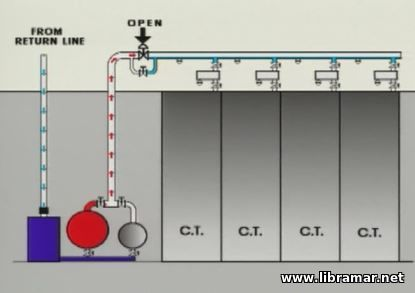 FROM
RETURN LINE
OPEN
C.T.
C.T.
C.T.
C.T.
www.libramar.net